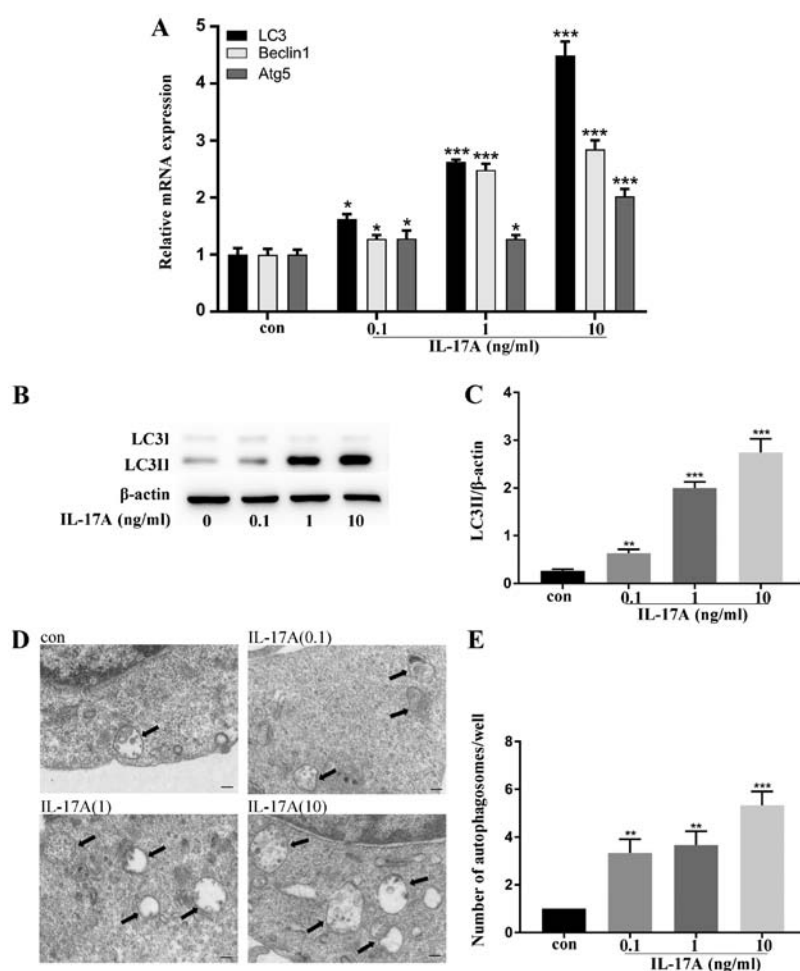 A
LC3
Beclin1
Atg5
Relative mRNA expression
5
4
3
2
1
0
*
*
*
***
***
*
***
***
***
con
0.1
1
10
IL-17A (ng/ml)
B
LC3I
LC3II
β-actin
IL-17A (ng/ml)
0
0.1
1
10
C
LC3II/β-actin
4
3
2
1
0
**
***
***
con
0.1
1
10
IL-17A (ng/ml)
D
con
IL-17A(0.1)
IL-17A(1)
IL-17A(10)
E
Number of autophagosomes/well
8
6
4
2
0
**
**
***
con
0.1
1
10
IL-17A (ng/ml)